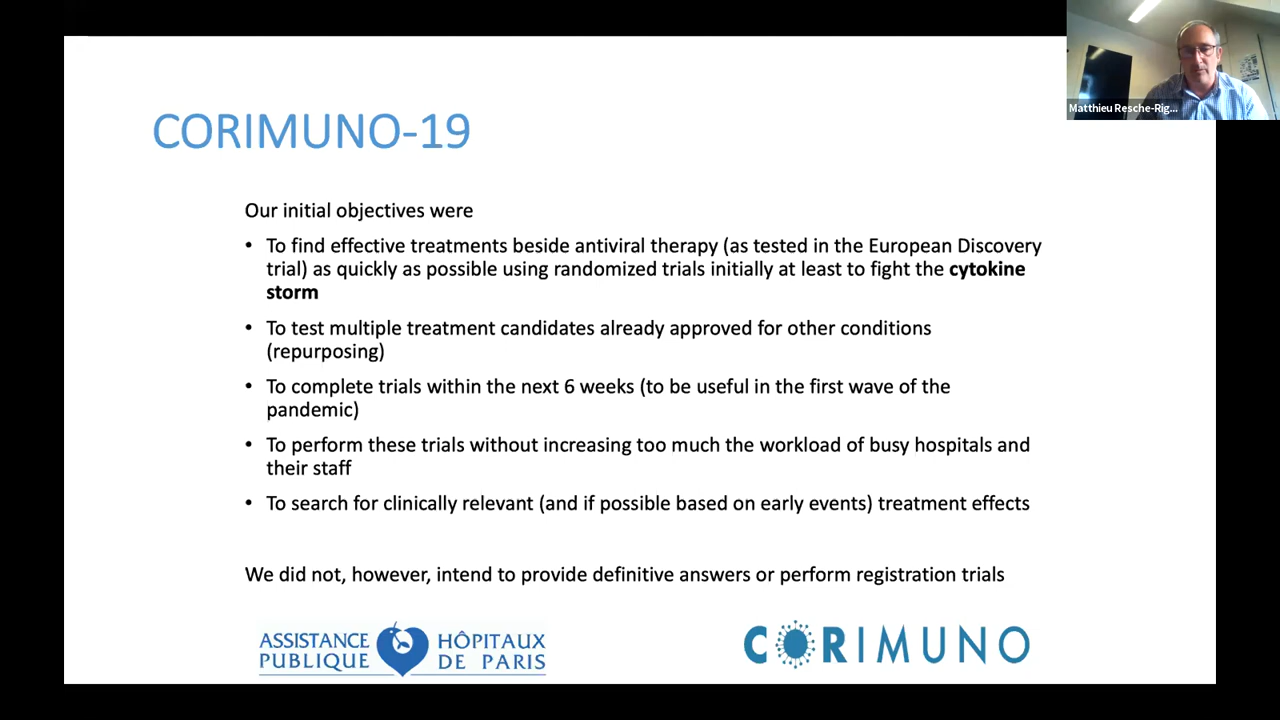 Matthieu Resche-Rig...
CORIMUNO-19
Our initial objectives were
• To find effective treatments beside antiviral therapy (as tested in the European Discovery
trial) as quickly as possible using randomized trials initially at least to fight the cytokine
storm
• To test multiple treatment candidates already approved for other conditions
(repurposing)
• To complete trials within the next 6 weeks (to be useful in the first wave of the
pandemic)
• To perform these trials without increasing too much the workload of busy hospitals and
their staff
• To search for clinically relevant (and if possible based on early events) treatment effects
We did not, however, intend to provide definitive answers or perform registration trials
ASSISTANCE HÔPITAUX
PUBLIQUE DE PARIS
CORIMUNO